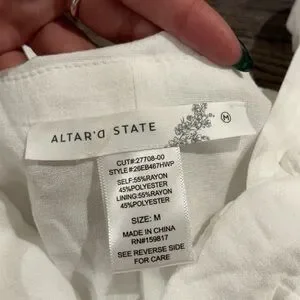 ALTAR'D STATE
M
CUT#:27708-00
STYLE #26EB467HWP
SELF:55%RAYON
45%POLYESTER
LINING:55%RAYON
45%POLYESTER
SIZE: M
MADE IN CHINA
RN#159817
SEE REVERSE SIDE
FOR CARE